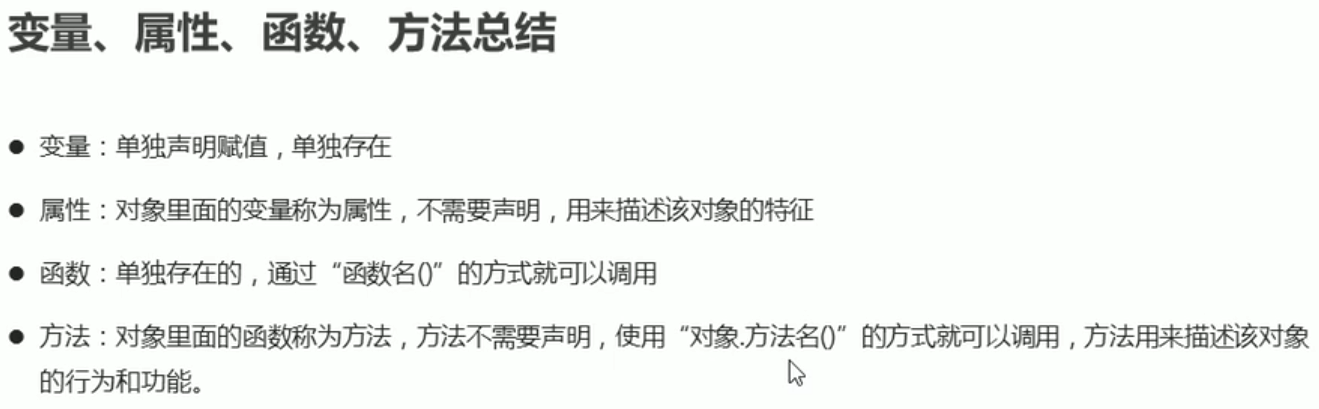 变量、属性、函数、方法总结
● 变量：单独声明赋值，单独存在
● 属性：对象里面的变量称为属性，不需要声明，用来描述该对象的特征
● 函数：单独存在的，通过“函数名()”的方式就可以调用
● 方法：对象里面的函数称为方法，方法不需要声明，使用“对象.方法名()”的方式就可以调用，方法用来描述该对象
的行为和功能。